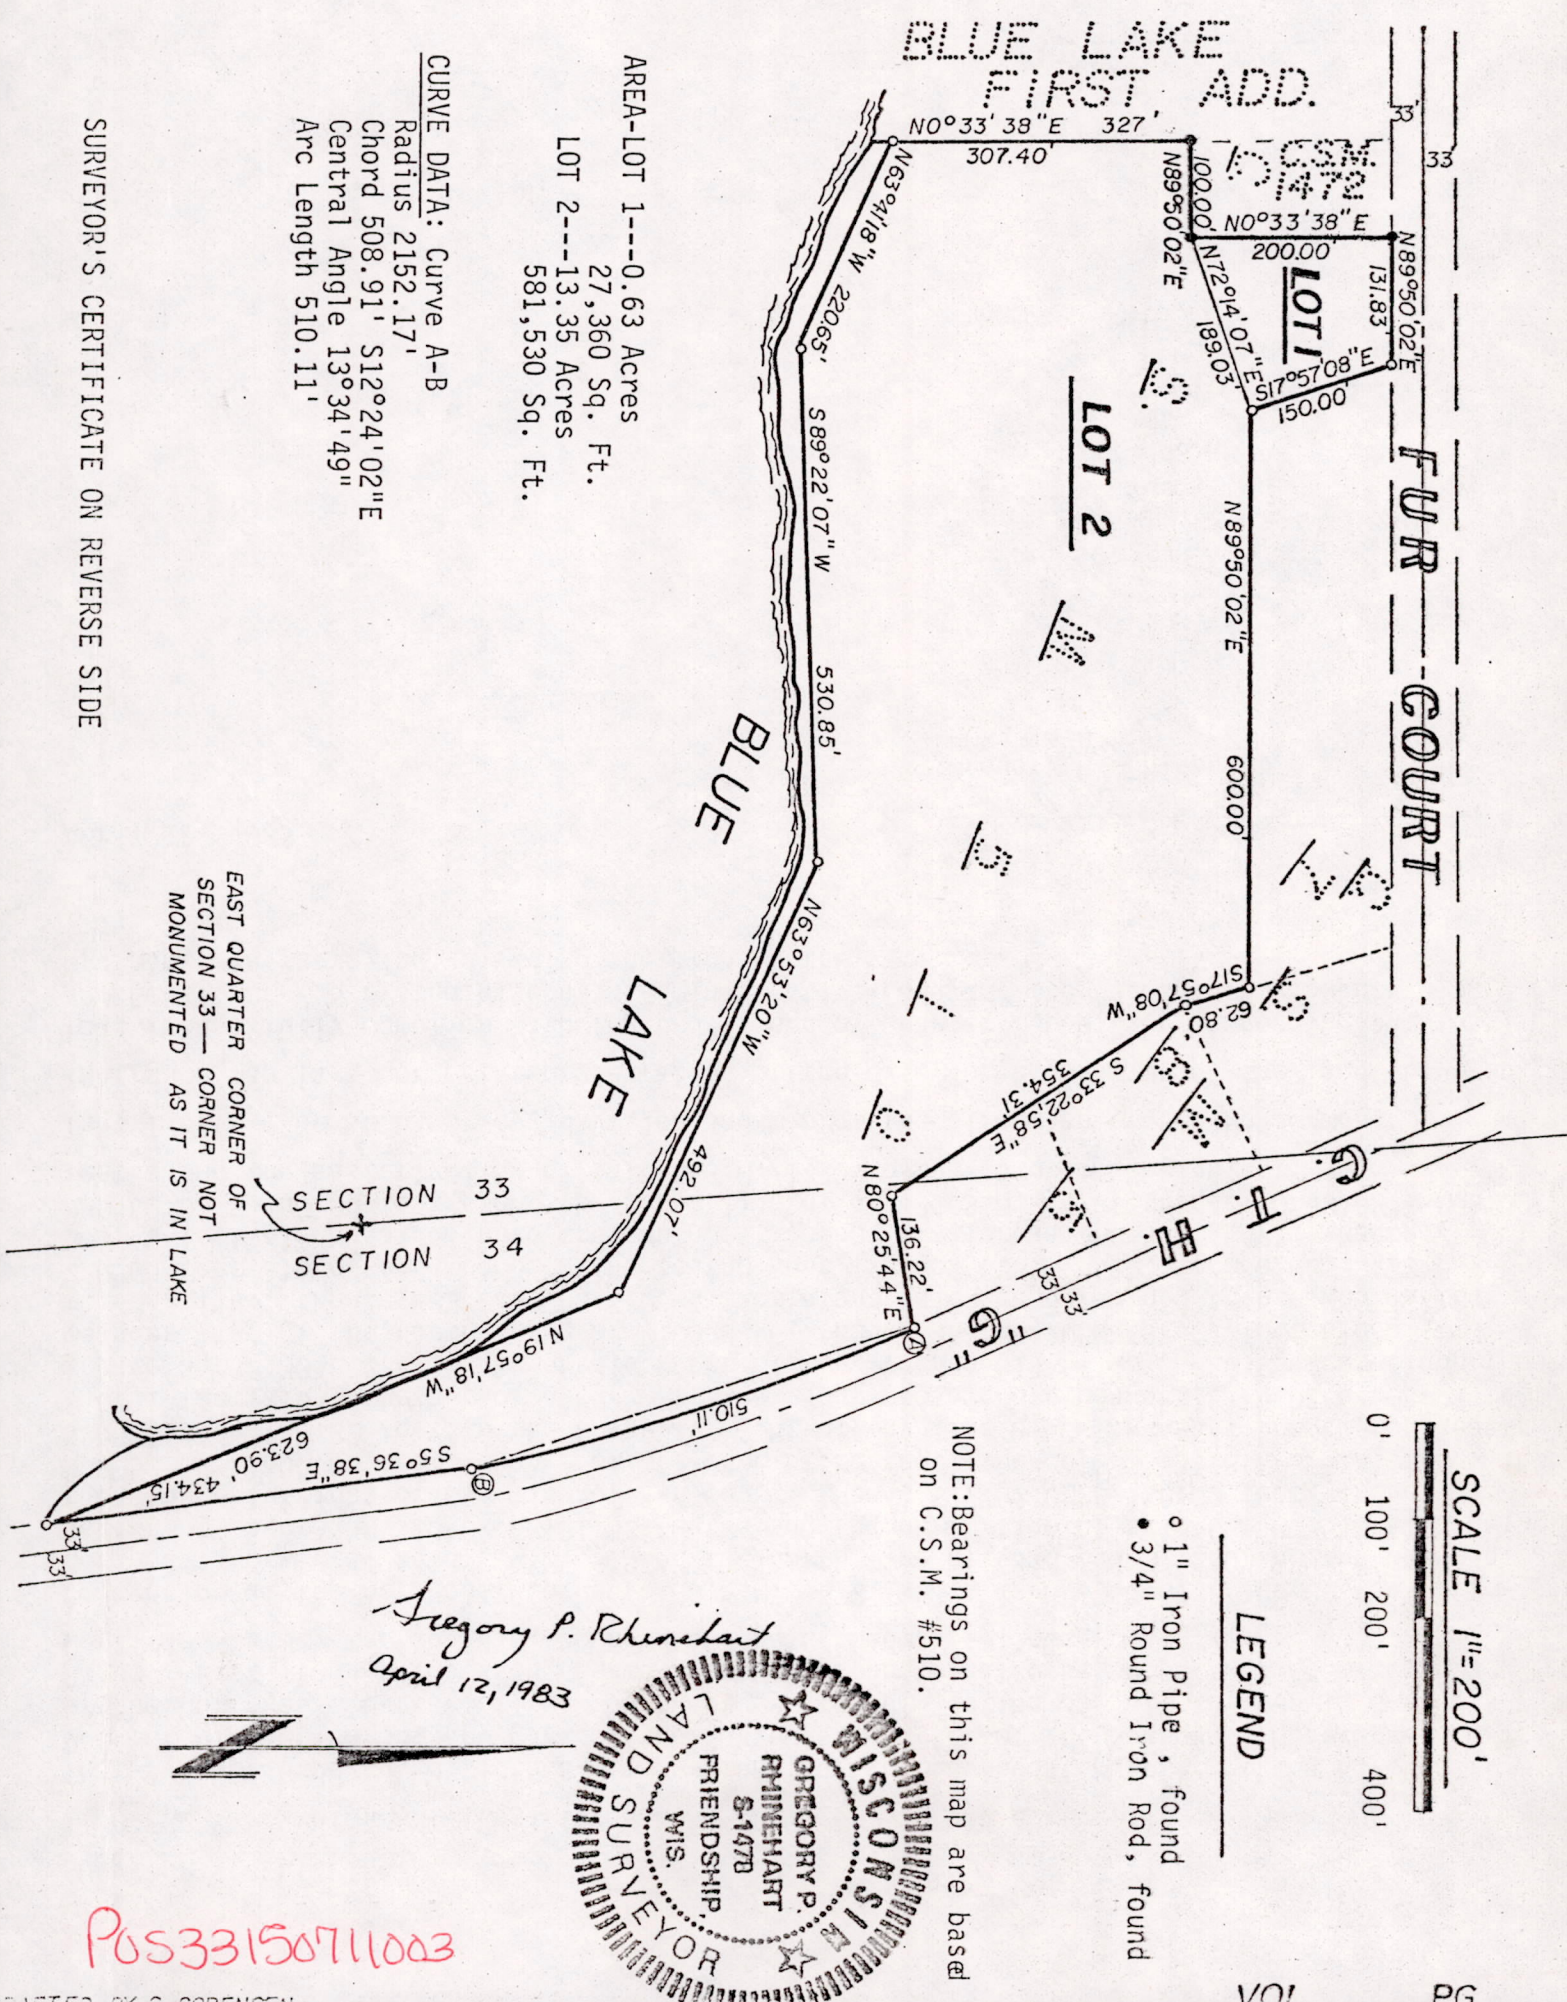 SCALE 1"=200'
0' 100' 200' 400'
LEGEND
o 1" Iron Pipe, found
● 3/4" Round Iron Rod, found
NOTE:Bearings on this map are based
on C.S.M. #510.
BLUE LAKE
FIRST. ADD.
C.S.M.
1472
33'
33'
FUR COURT
N0°33'38"E 327'
307.40'
100.00'
N89°50'02"E
N0°33'38"E
200.00'
N89°50'02"E
131.83'
LOT 1
S17°57'08"E
150.00'
N72°14'07"E
189.03'
LOT 2
N89°50'02"E
600.00'
S17°57'08"W
62.80'
S 33°22'58"E
354.31'
N80°25'44"E
136.22'
C. T. H. "G"
33' 33'
A
510.11'
B
S5°36'38"E
434.15'
33'
33'
N63°41'18"W 220.65'
S89°22'07"W 530.85'
N63°53'20"W 492.07'
N19°57'18"W
623.90'
BLUE LAKE
SECTION 33
SECTION 34
EAST QUARTER CORNER OF
SECTION 33 — CORNER NOT
MONUMENTED AS IT IS IN LAKE
AREA-LOT 1---0.63 Acres
27,360 Sq. Ft.
LOT 2---13.35 Acres
581,530 Sq. Ft.
CURVE DATA: Curve A-B
Radius 2152.17'
Chord 508.91' S12°24'02"E
Central Angle 13°34'49"
Arc Length 510.11'
SURVEYOR'S CERTIFICATE ON REVERSE SIDE
Gregory P. Rhinehart
April 12, 1983
WISCONSIN
GREGORY P.
RHINEHART
S-1478
FRIENDSHIP,
WIS.
LAND SURVEYOR
N
POS33150711003
VOL PG